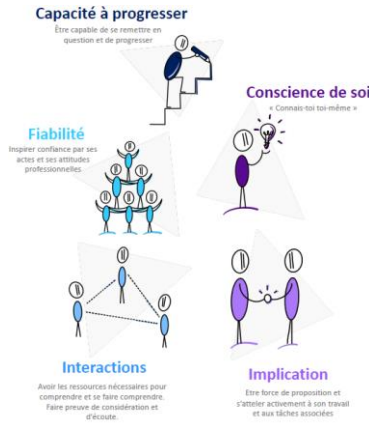 Capacité à progresser
Être capable de se remettre en
question et de progresser
Conscience de soi
« Connais-toi toi-même »
Fiabilité
Inspirer confiance par ses
actes et ses attitudes
professionnelles
Interactions
Avoir les ressources nécessaires pour
comprendre et se faire comprendre.
Faire preuve de considération et
d'écoute.
Implication
Etre force de proposition et
s'atteler activement à son travail
et aux tâches associées